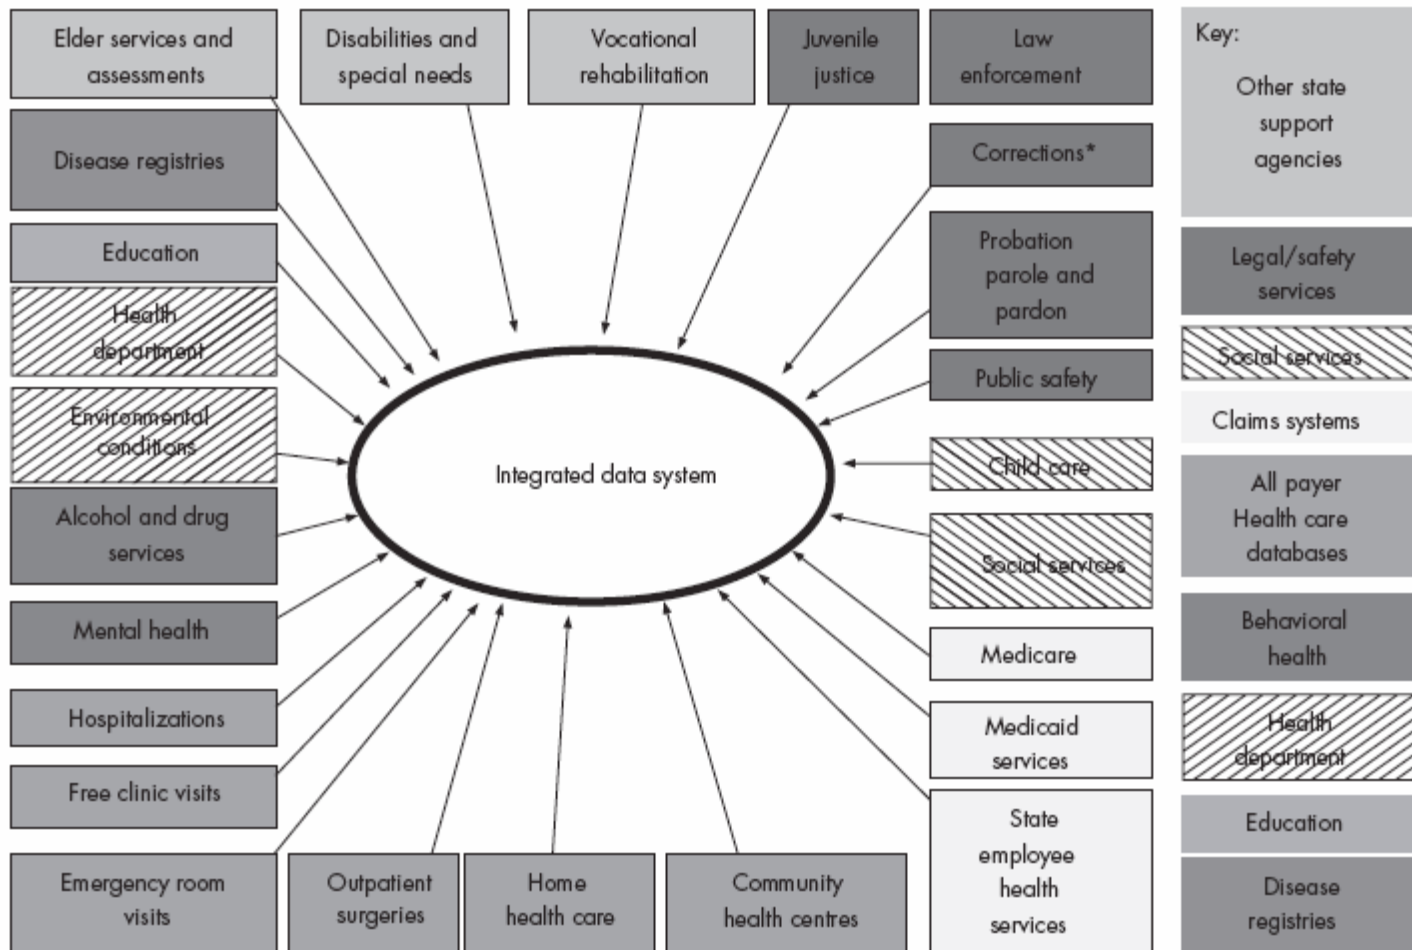 Elder services and
assessments
Disabilities and
special needs
Vocational
rehabilitation
Juvenile
justice
Law
enforcement
Key:
Other state
support
agencies
Disease registries
Corrections*
Education
Probation
parole and
pardon
Legal/safety
services
Health
department
Social services
Public safety
Environmental
conditions
Claims systems
Integrated data system
Child care
All payer
Health care
databases
Alcohol and drug
services
Social services
Mental health
Behavioral
health
Medicare
Hospitalizations
Medicaid
services
Health
department
Free clinic visits
State
employee
health
services
Education
Emergency room
visits
Outpatient
surgeries
Home
health care
Community
health centres
Disease
registries